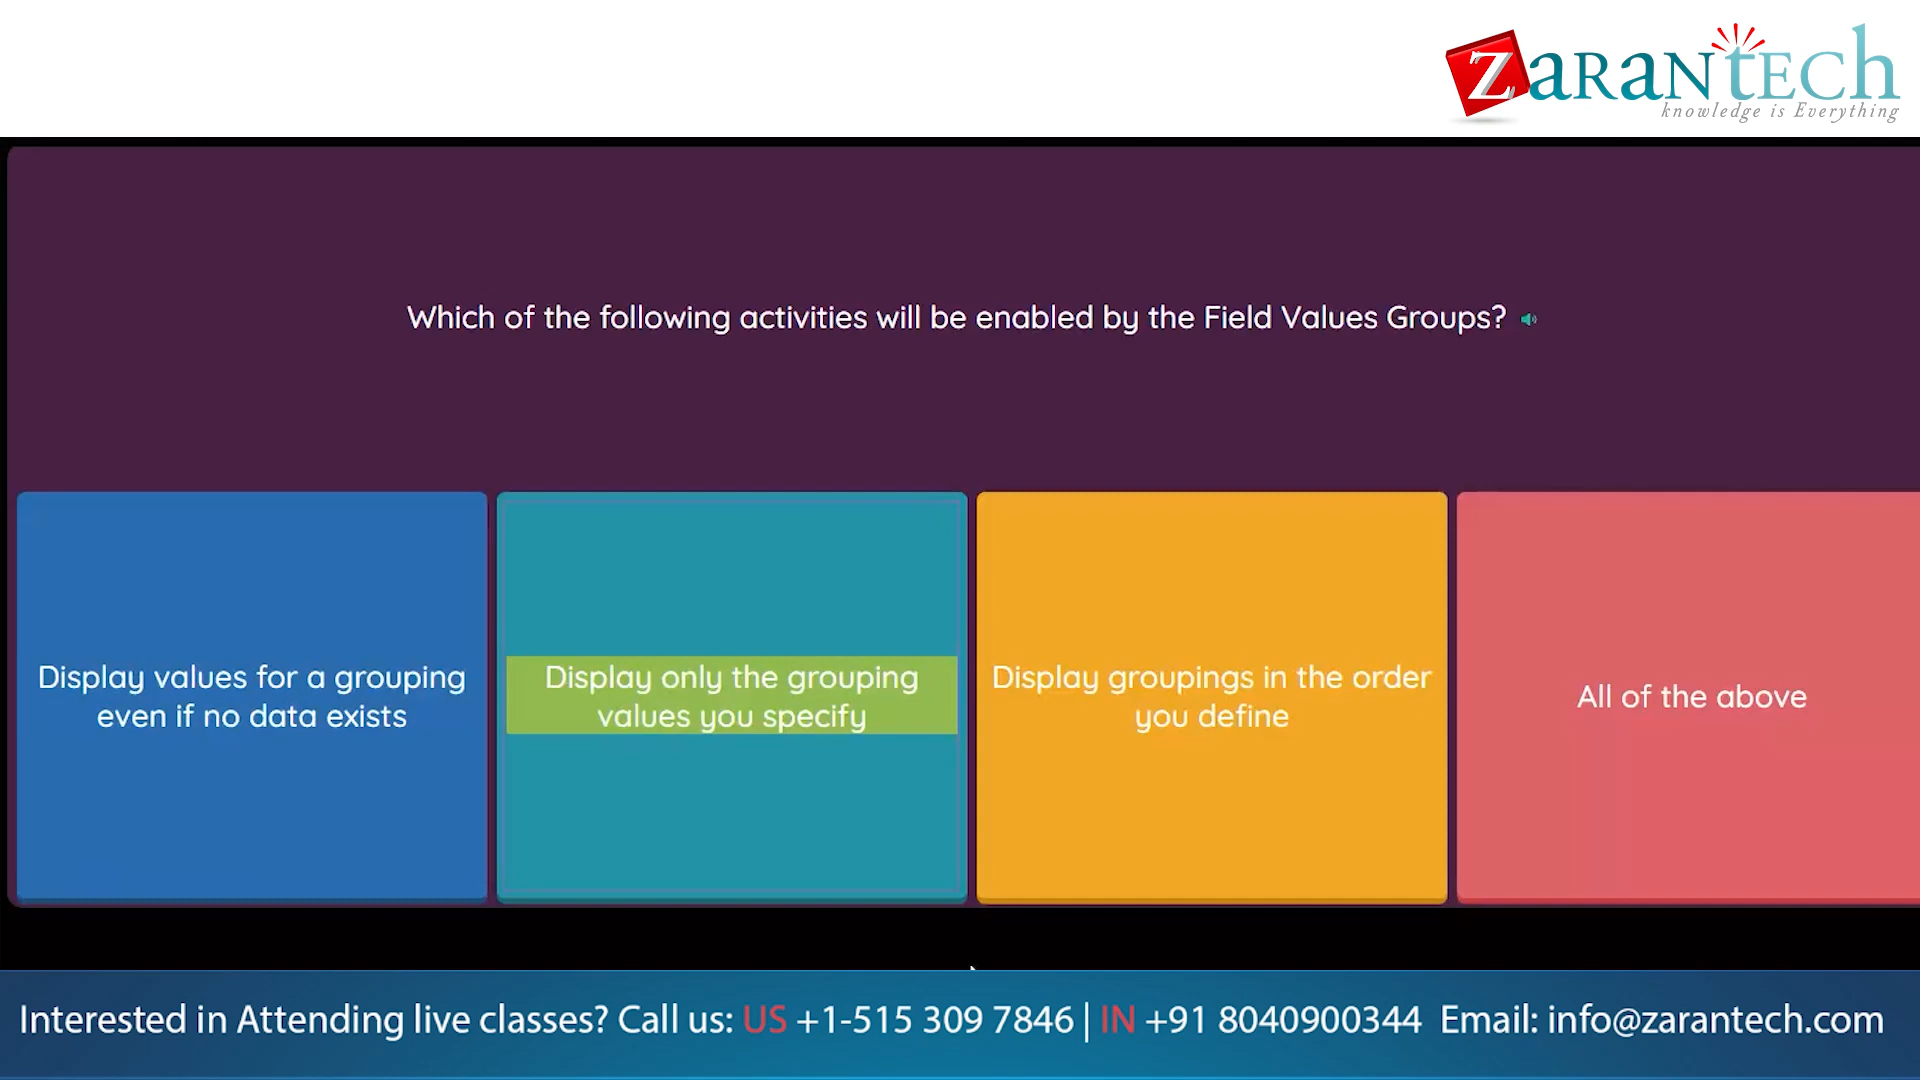 ZaranTech
knowledge is Everything
Which of the following activities will be enabled by the Field Values Groups?
Display values for a grouping
even if no data exists
Display only the grouping
values you specify
Display groupings in the order
you define
All of the above
Interested in Attending live classes? Call us: US +1-515 309 7846 | IN +91 8040900344 Email: info@zarantech.com